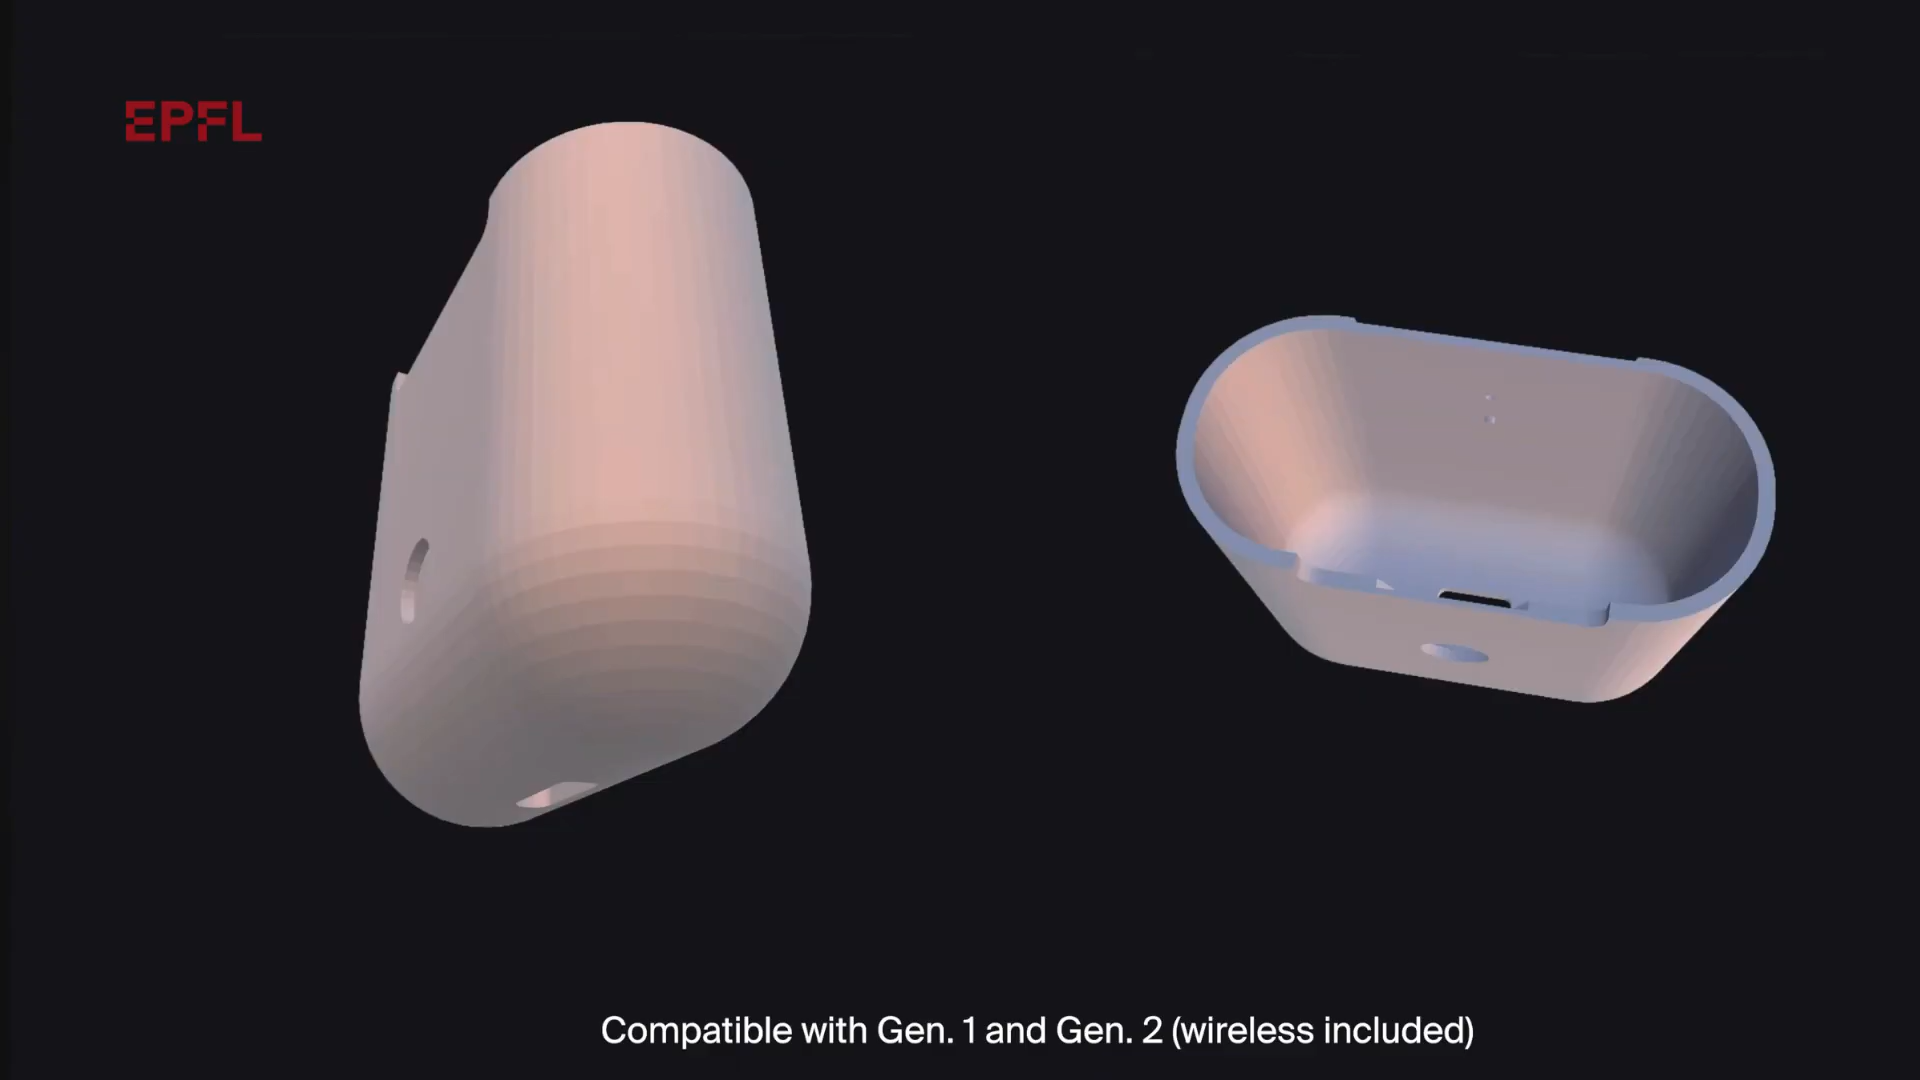 EPFL
Compatible with Gen. 1 and Gen. 2 (wireless included)